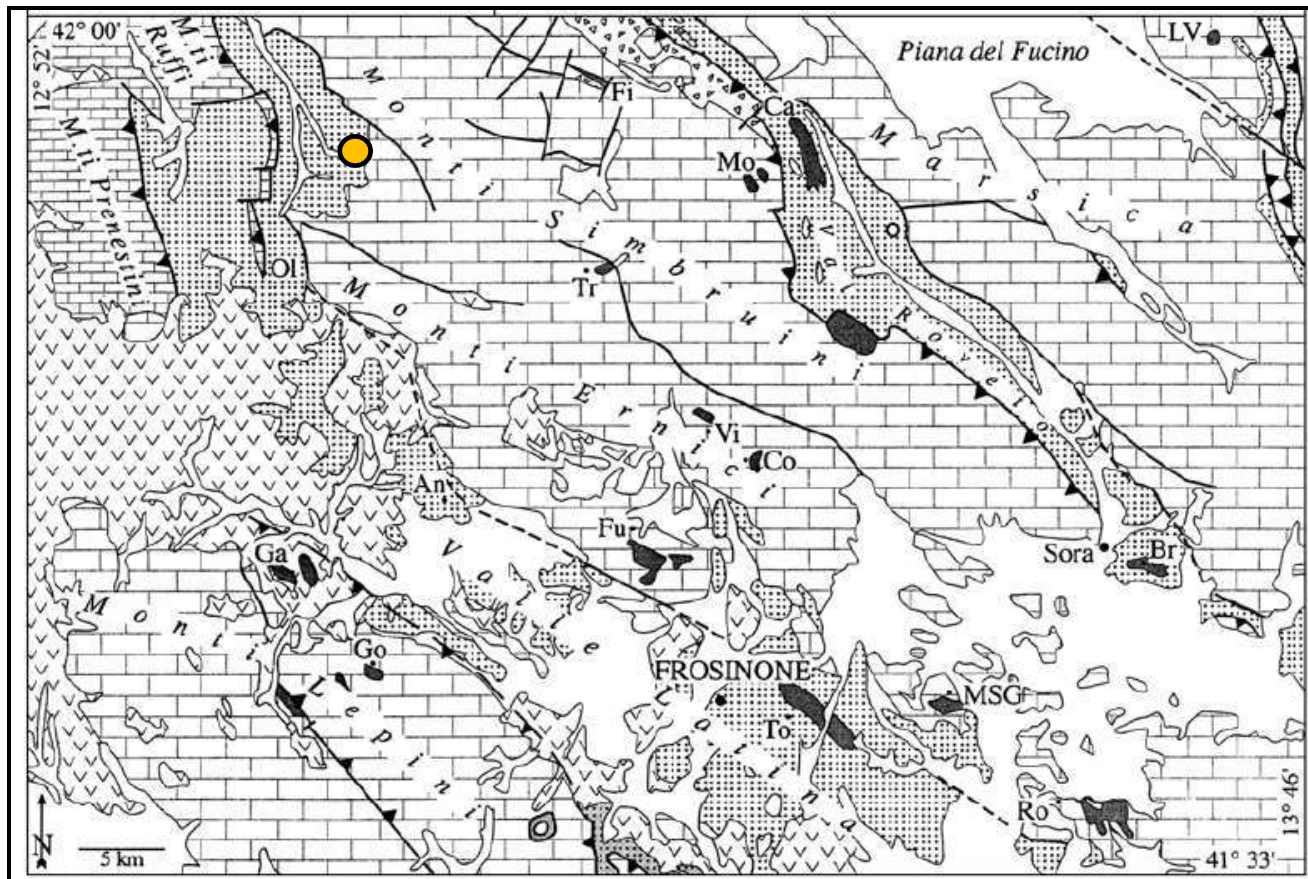 42° 00'
12° 52'
M.ti Ruffi
M.ti Prenestini
Monti Simbruini
Piana del Fucino
LV
Fi
Ca
Mo
Marsica
Val Roveto
Ol
Tr
Monti Ernici
Vi
Co
An
Fu
Sora
Br
Ga
Valle Latina
Monti Lepini
Go
FROSINONE
To
MSG
Ro
N
5 km
13° 46'
41° 33'